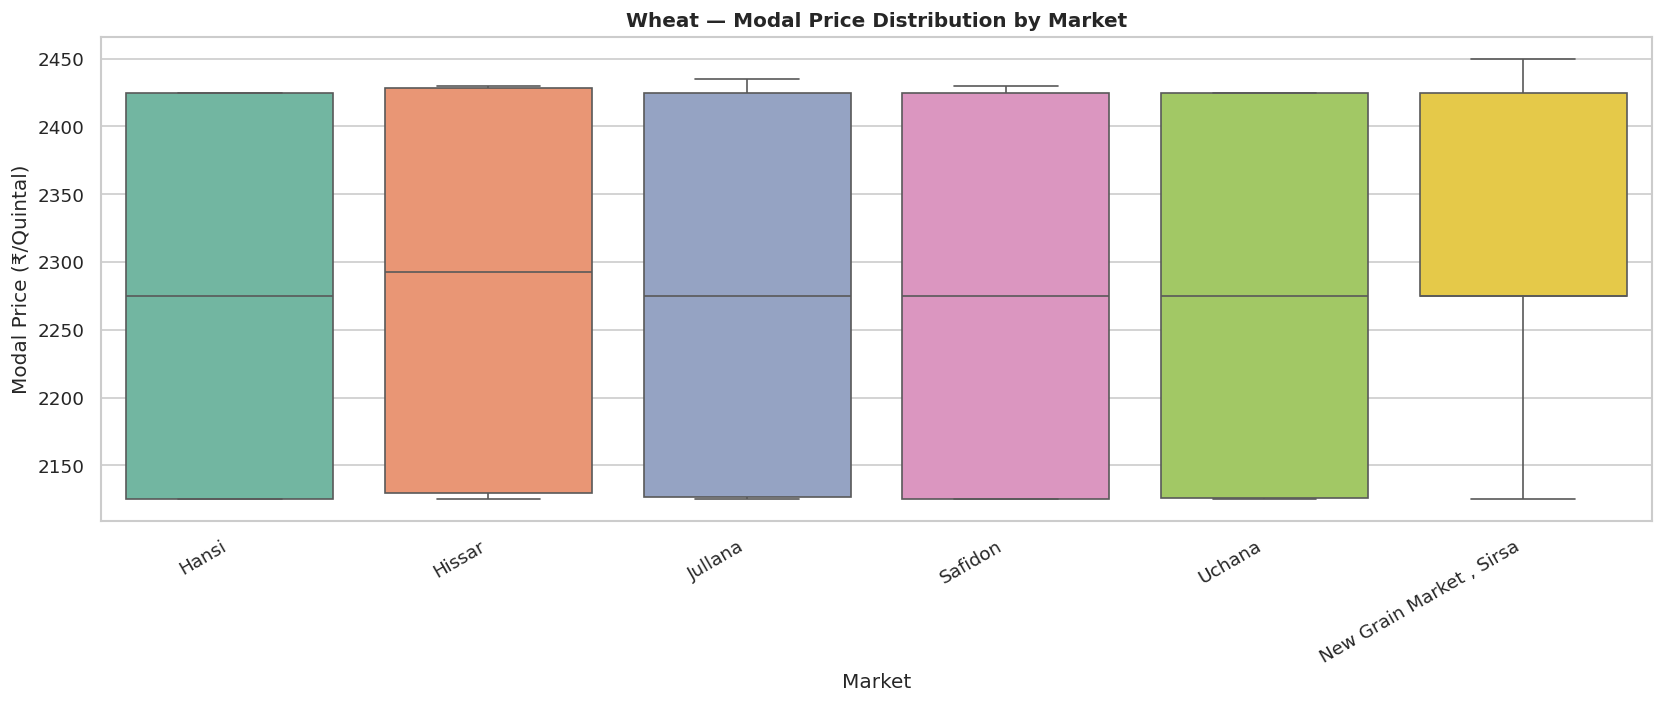 Wheat — Modal Price Distribution by Market
Modal Price (₹/Quintal)
2450
2400
2350
2300
2250
2200
2150
Hansi
Hissar
Jullana
Safidon
Uchana
New Grain Market , Sirsa
Market